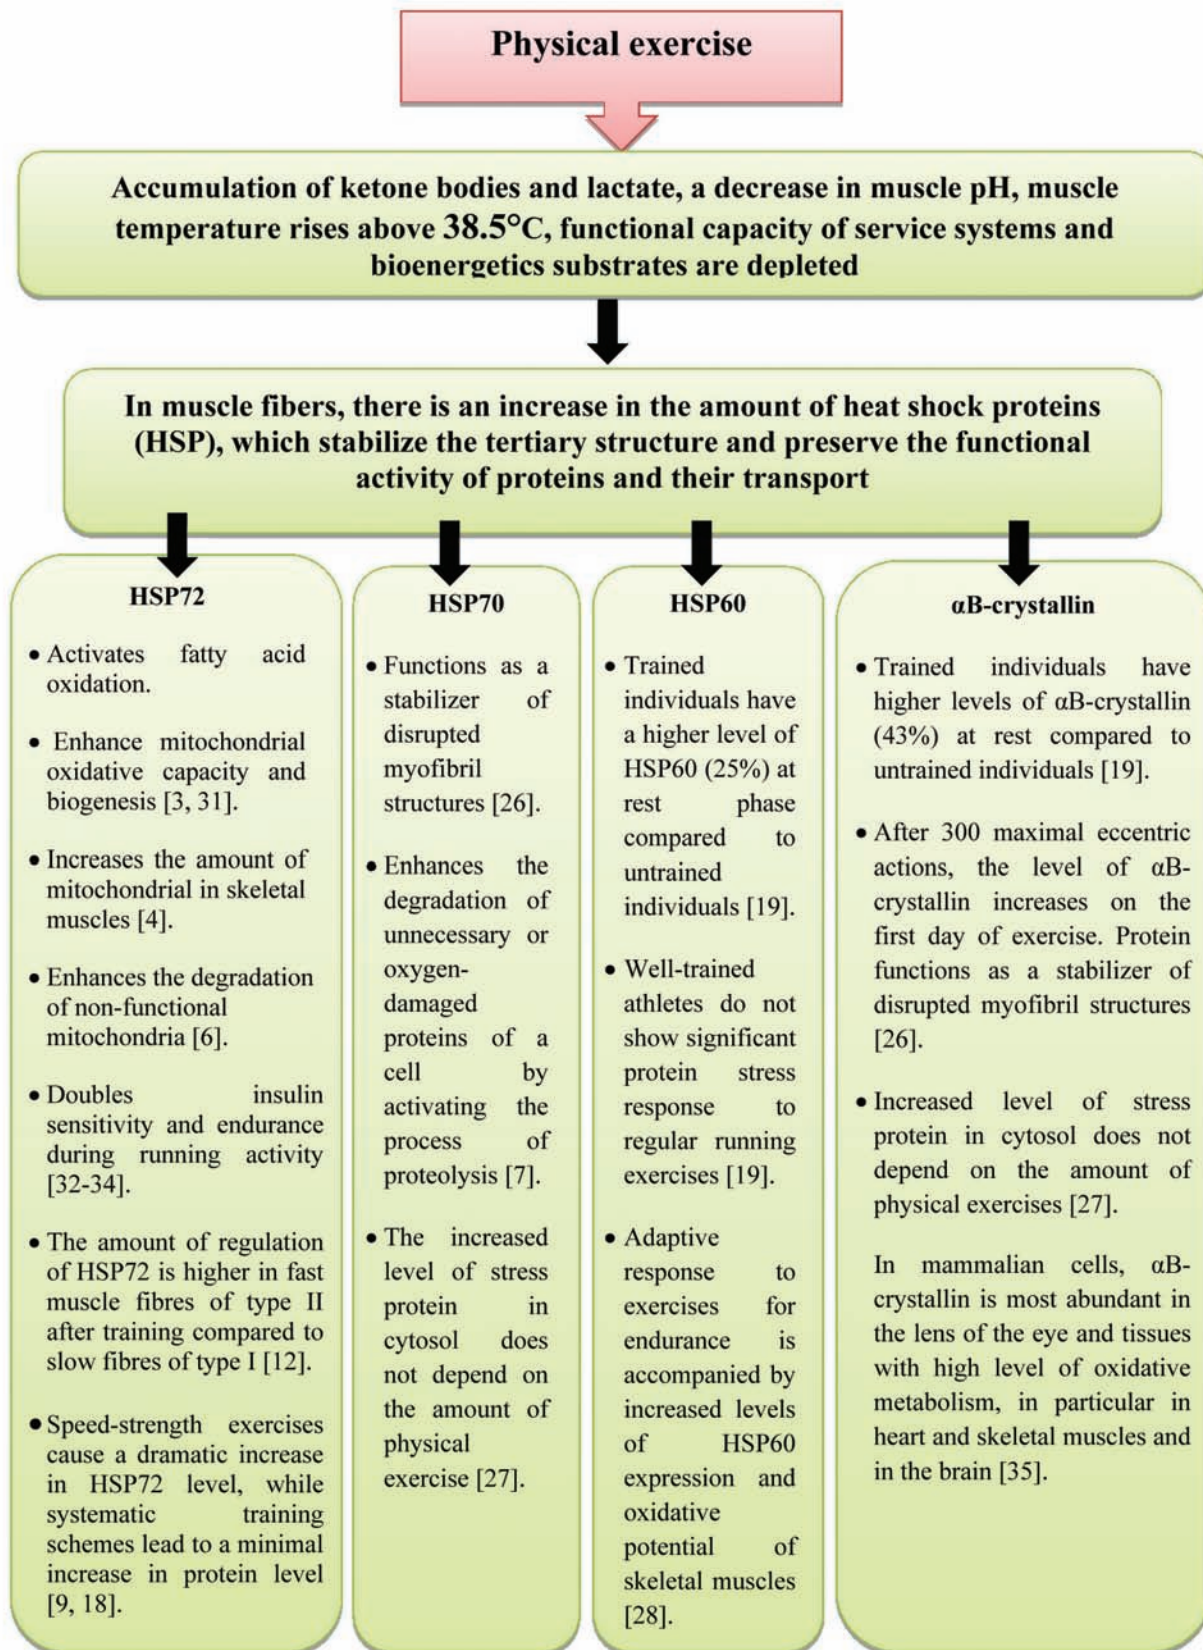 Physical exercise
Accumulation of ketone bodies and lactate, a decrease in muscle pH, muscle
temperature rises above 38.5°C, functional capacity of service systems and
bioenergetics substrates are depleted
In muscle fibers, there is an increase in the amount of heat shock proteins
(HSP), which stabilize the tertiary structure and preserve the functional
activity of proteins and their transport
HSP72
• Activates fatty acid
oxidation.
• Enhance mitochondrial
oxidative capacity and
biogenesis [3, 31].
• Increases the amount of
mitochondrial in skeletal
muscles [4].
• Enhances the degradation
of non-functional
mitochondria [6].
• Doubles insulin
sensitivity and endurance
during running activity
[32-34].
• The amount of regulation
of HSP72 is higher in fast
muscle fibres of type II
after training compared to
slow fibres of type I [12].
• Speed-strength exercises
cause a dramatic increase
in HSP72 level, while
systematic training
schemes lead to a minimal
increase in protein level
[9, 18].
HSP70
• Functions as a
stabilizer of
disrupted
myofibril
structures [26].
• Enhances the
degradation of
unnecessary or
oxygen-
damaged
proteins of a
cell by
activating the
process of
proteolysis [7].
• The increased
level of stress
protein in
cytosol does
not depend on
the amount of
physical
exercise [27].
HSP60
• Trained
individuals have
a higher level of
HSP60 (25%) at
rest phase
compared to
untrained
individuals [19].
• Well-trained
athletes do not
show significant
protein stress
response to
regular running
exercises [19].
• Adaptive
response to
exercises for
endurance is
accompanied by
increased levels
of HSP60
expression and
oxidative
potential of
skeletal muscles
[28].
αB-crystallin
• Trained individuals have
higher levels of αB-crystallin
(43%) at rest compared to
untrained individuals [19].
• After 300 maximal eccentric
actions, the level of αB-
crystallin increases on the
first day of exercise. Protein
functions as a stabilizer of
disrupted myofibril structures
[26].
• Increased level of stress
protein in cytosol does not
depend on the amount of
physical exercises [27].
In mammalian cells, αB-
crystallin is most abundant in
the lens of the eye and tissues
with high level of oxidative
metabolism, in particular in
heart and skeletal muscles and
in the brain [35].